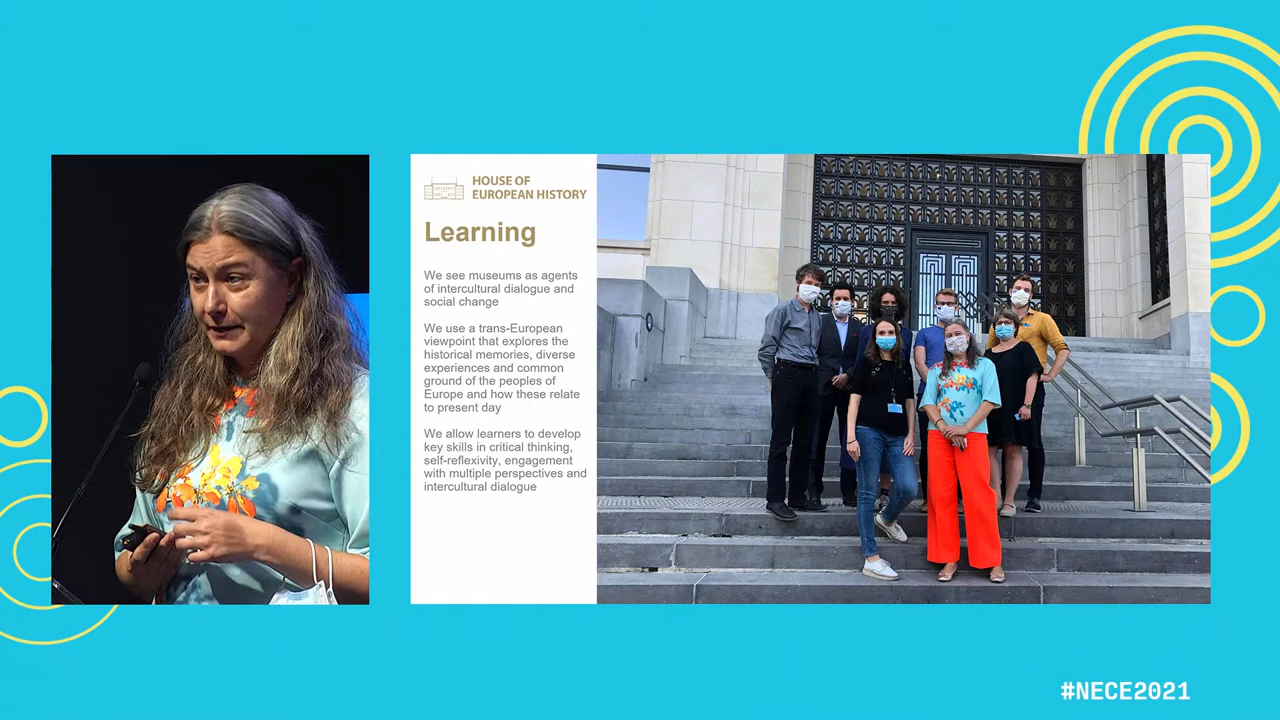 HOUSE OF
EUROPEAN HISTORY
Learning
We see museums as agents
of intercultural dialogue and
social change
We use a trans-European
viewpoint that explores the
historical memories, diverse
experiences and common
ground of the peoples of
Europe and how these relate
to present day
We allow learners to develop
key skills in critical thinking,
self-reflexivity, engagement
with multiple perspectives and
intercultural dialogue
#NECE2021